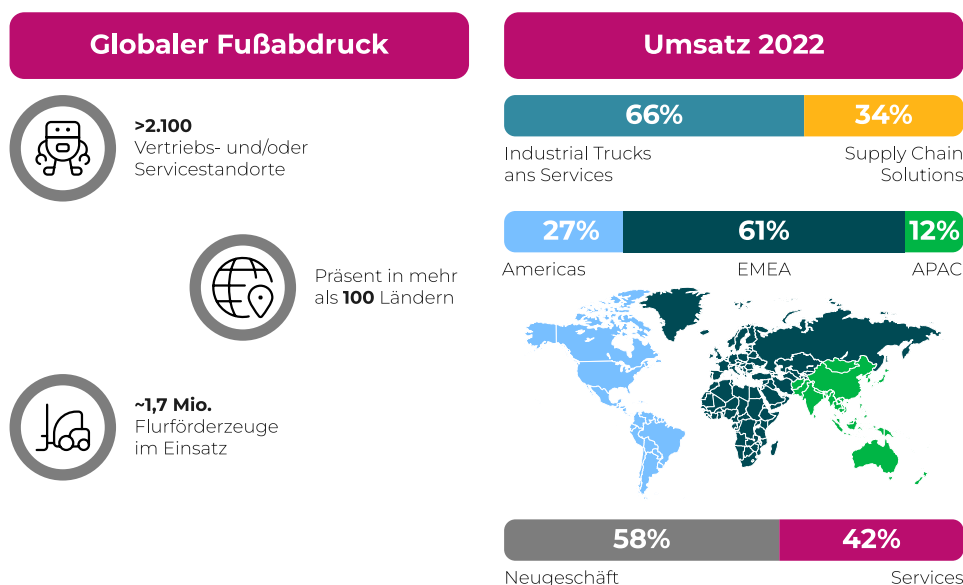 Globaler Fußabdruck
>2.100
Vertriebs- und/oder
Servicestandorte
Präsent in mehr
als 100 Ländern
~1,7 Mio.
Flurförderzeuge
im Einsatz
Umsatz 2022
66% 34%
Industrial Trucks
ans Services
Supply Chain
Solutions
27% 61% 12%
Americas EMEA APAC
58% 42%
Neugeschäft Services